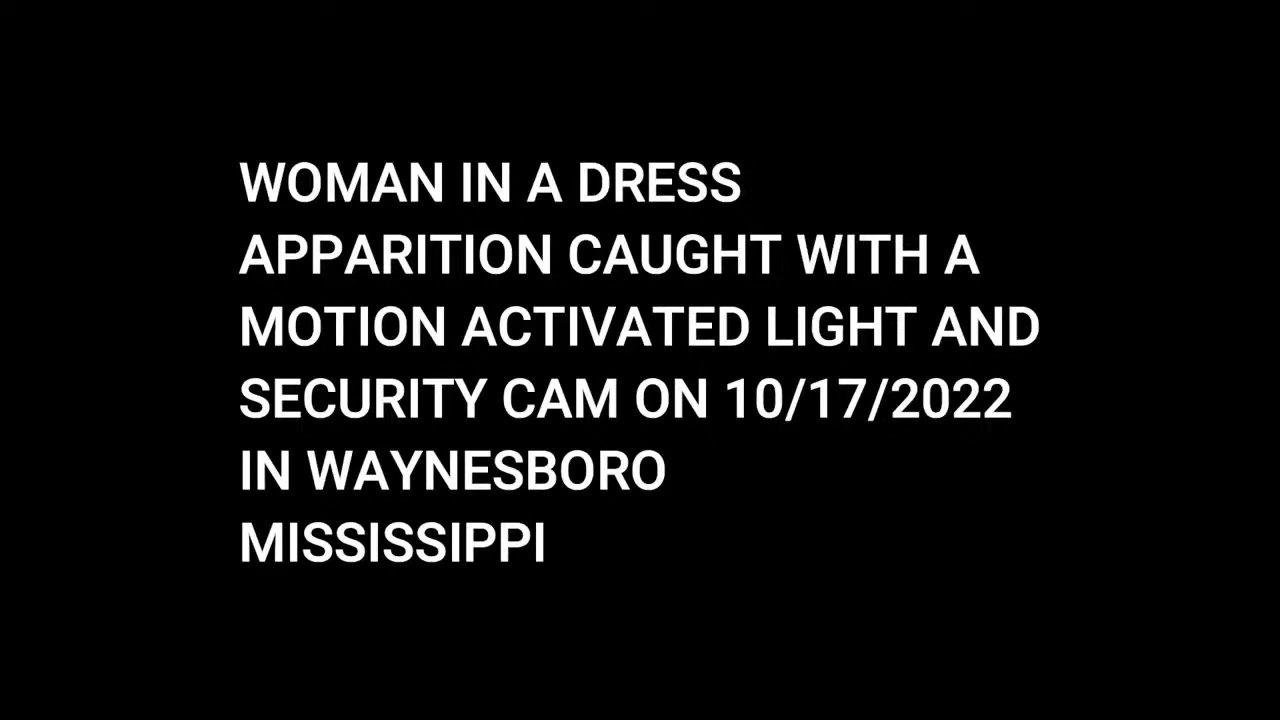 WOMAN IN A DRESS
APPARITION CAUGHT WITH A
MOTION ACTIVATED LIGHT AND
SECURITY CAM ON 10/17/2022
IN WAYNESBORO
MISSISSIPPI